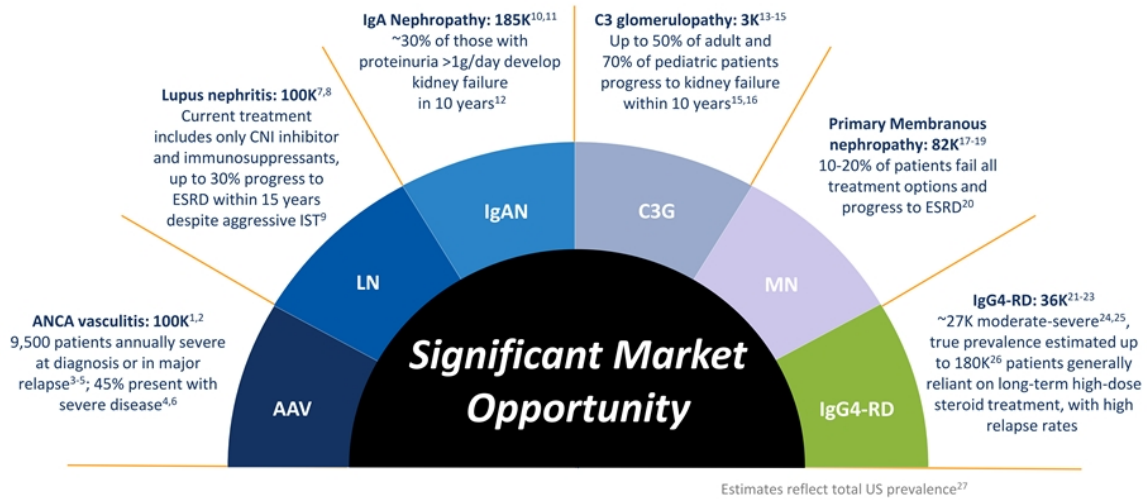 IgA Nephropathy: 185K10,11
~30% of those with
proteinuria >1g/day develop
kidney failure
in 10 years12
C3 glomerulopathy: 3K13-15
Up to 50% of adult and
70% of pediatric patients
progress to kidney failure
within 10 years15,16
Lupus nephritis: 100K7,8
Current treatment
includes only CNI inhibitor
and immunosuppressants,
up to 30% progress to
ESRD within 15 years
despite aggressive IST9
Primary Membranous
nephropathy: 82K17-19
10-20% of patients fail all
treatment options and
progress to ESRD20
ANCA vasculitis: 100K1,2
9,500 patients annually severe
at diagnosis or in major
relapse3-5; 45% present with
severe disease4,6
IgG4-RD: 36K21-23
~27K moderate-severe24,25,
true prevalence estimated up
to 180K26 patients generally
reliant on long-term high-dose
steroid treatment, with high
relapse rates
AAV
LN
IgAN
C3G
MN
IgG4-RD
Significant Market
Opportunity
Estimates reflect total US prevalence27